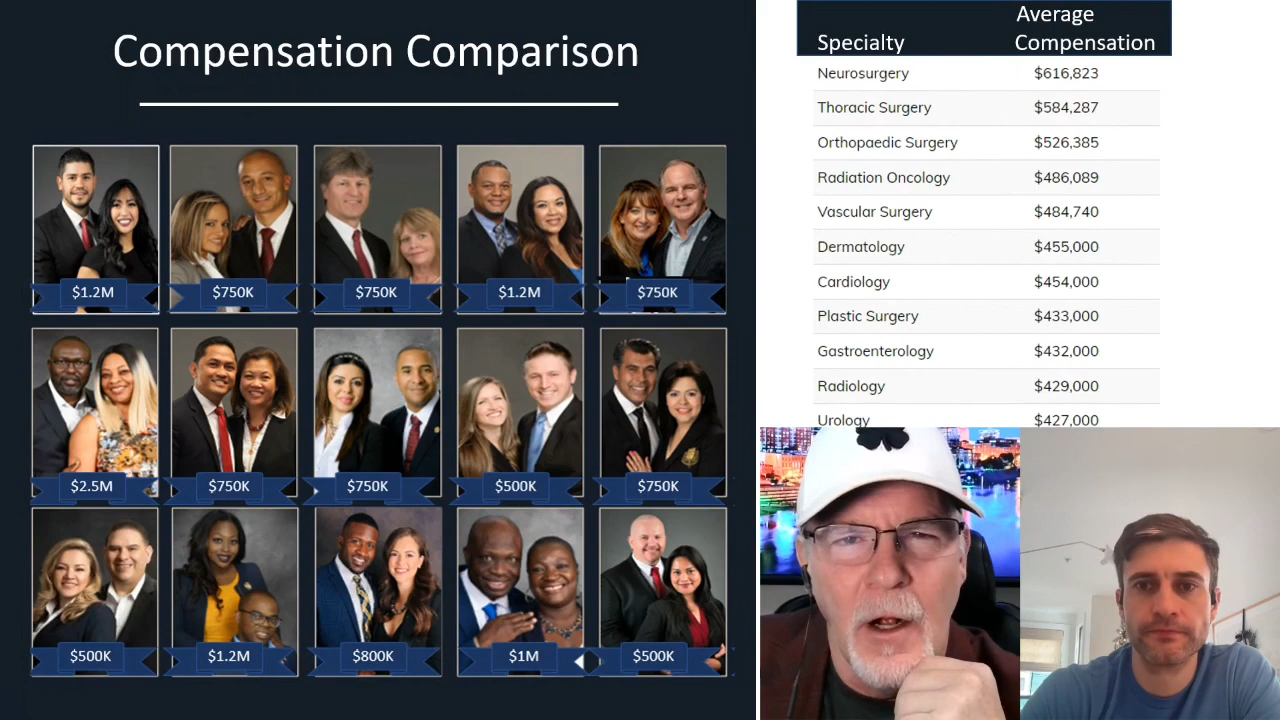 Compensation Comparison
$1.2M
$750K
$750K
$1.2M
$750K
$2.5M
$750K
$750K
$500K
$750K
$500K
$1.2M
$800K
$1M
$500K
Average
Specialty Compensation
Neurosurgery $616,823
Thoracic Surgery $584,287
Orthopaedic Surgery $526,385
Radiation Oncology $486,089
Vascular Surgery $484,740
Dermatology $455,000
Cardiology $454,000
Plastic Surgery $433,000
Gastroenterology $432,000
Radiology $429,000
Urology $427,000